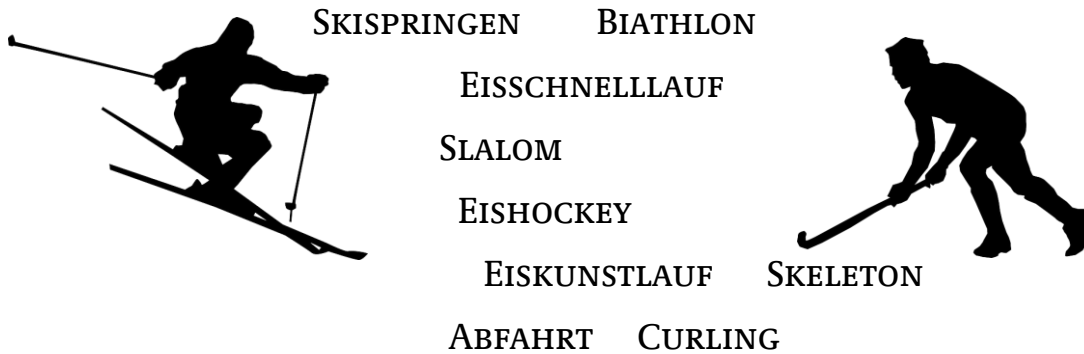 Skispringen Biathlon
Eisschnelllauf
Slalom
Eishockey
Eiskunstlauf Skeleton
Abfahrt Curling